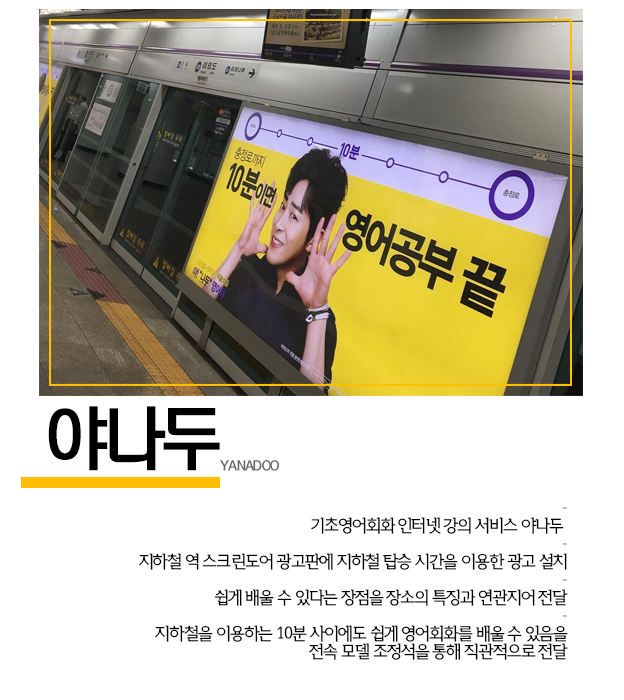 여의도
10분
충정로
충정로까지
10분이면
영어공부 끝
야나두
YANADOO
기초영어회화 인터넷 강의 서비스 야나두
지하철 역 스크린도어 광고판에 지하철 탑승 시간을 이용한 광고 설치
쉽게 배울 수 있다는 장점을 장소의 특징과 연관지어 전달
지하철을 이용하는 10분 사이에도 쉽게 영어회화를 배울 수 있음을
전속 모델 조정석을 통해 직관적으로 전달